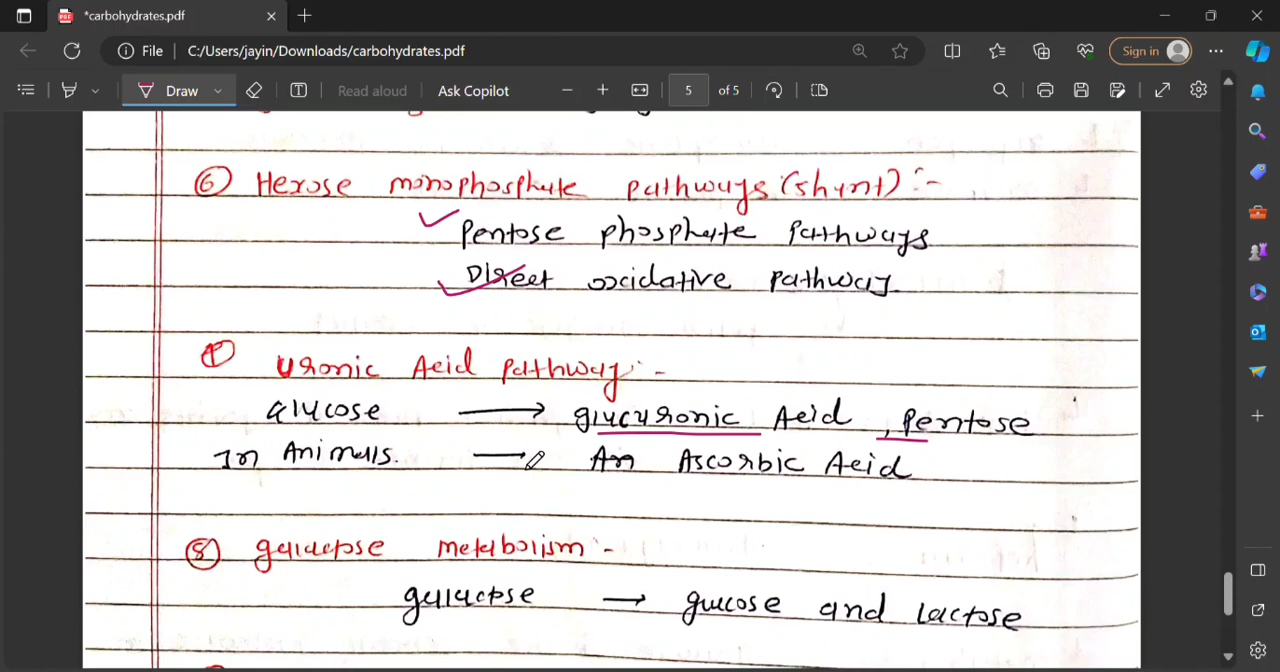 *carbohydrates.pdf
File C:/Users/jayin/Downloads/carbohydrates.pdf Sign in
Draw Read aloud Ask Copilot 5 of 5
6 Hexose monophosphate pathways (shunt) :-
Pentose phosphate pathways
Direct oxidative pathway
Uronic Acid pathway :-
Glucose → glucuronic Acid , Pentose
In Animals. → An Ascorbic Acid
8 galactose metabolism :-
galactose → glucose and Lactose